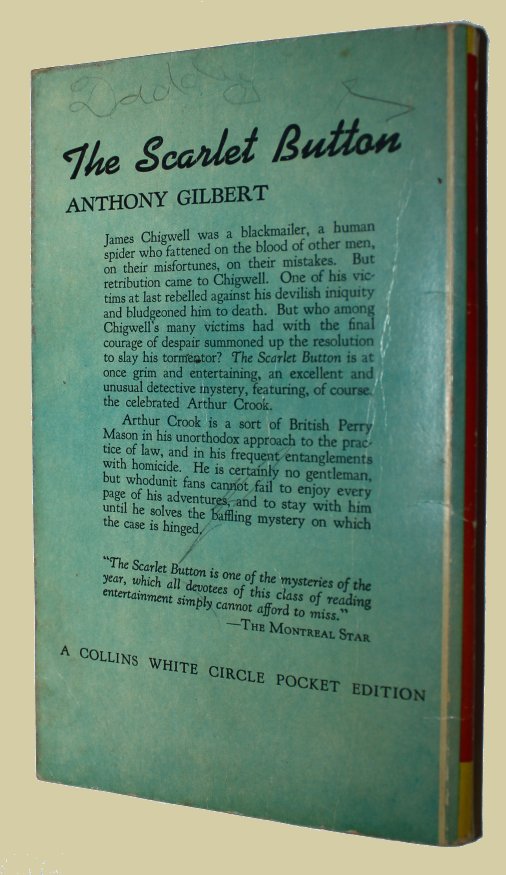 Daddy
The Scarlet Button
ANTHONY GILBERT
James Chigwell was a blackmailer, a human
spider who fattened on the blood of other men,
on their misfortunes, on their mistakes. But
retribution came to Chigwell. One of his vic-
tims at last rebelled against his devilish iniquity
and bludgeoned him to death. But who among
Chigwell's many victims had with the final
courage of despair summoned up the resolution
to slay his tormentor? The Scarlet Button is at
once grim and entertaining, an excellent and
unusual detective mystery, featuring, of course,
the celebrated Arthur Crook.
Arthur Crook is a sort of British Perry
Mason in his unorthodox approach to the prac-
tice of law, and in his frequent entanglements
with homicide. He is certainly no gentleman,
but whodunit fans cannot fail to enjoy every
page of his adventures, and to stay with him
until he solves the baffling mystery on which
the case is hinged.
"The Scarlet Button is one of the mysteries of the
year, which all devotees of this class of reading
entertainment simply cannot afford to miss."
—THE MONTREAL STAR
A COLLINS WHITE CIRCLE POCKET EDITION